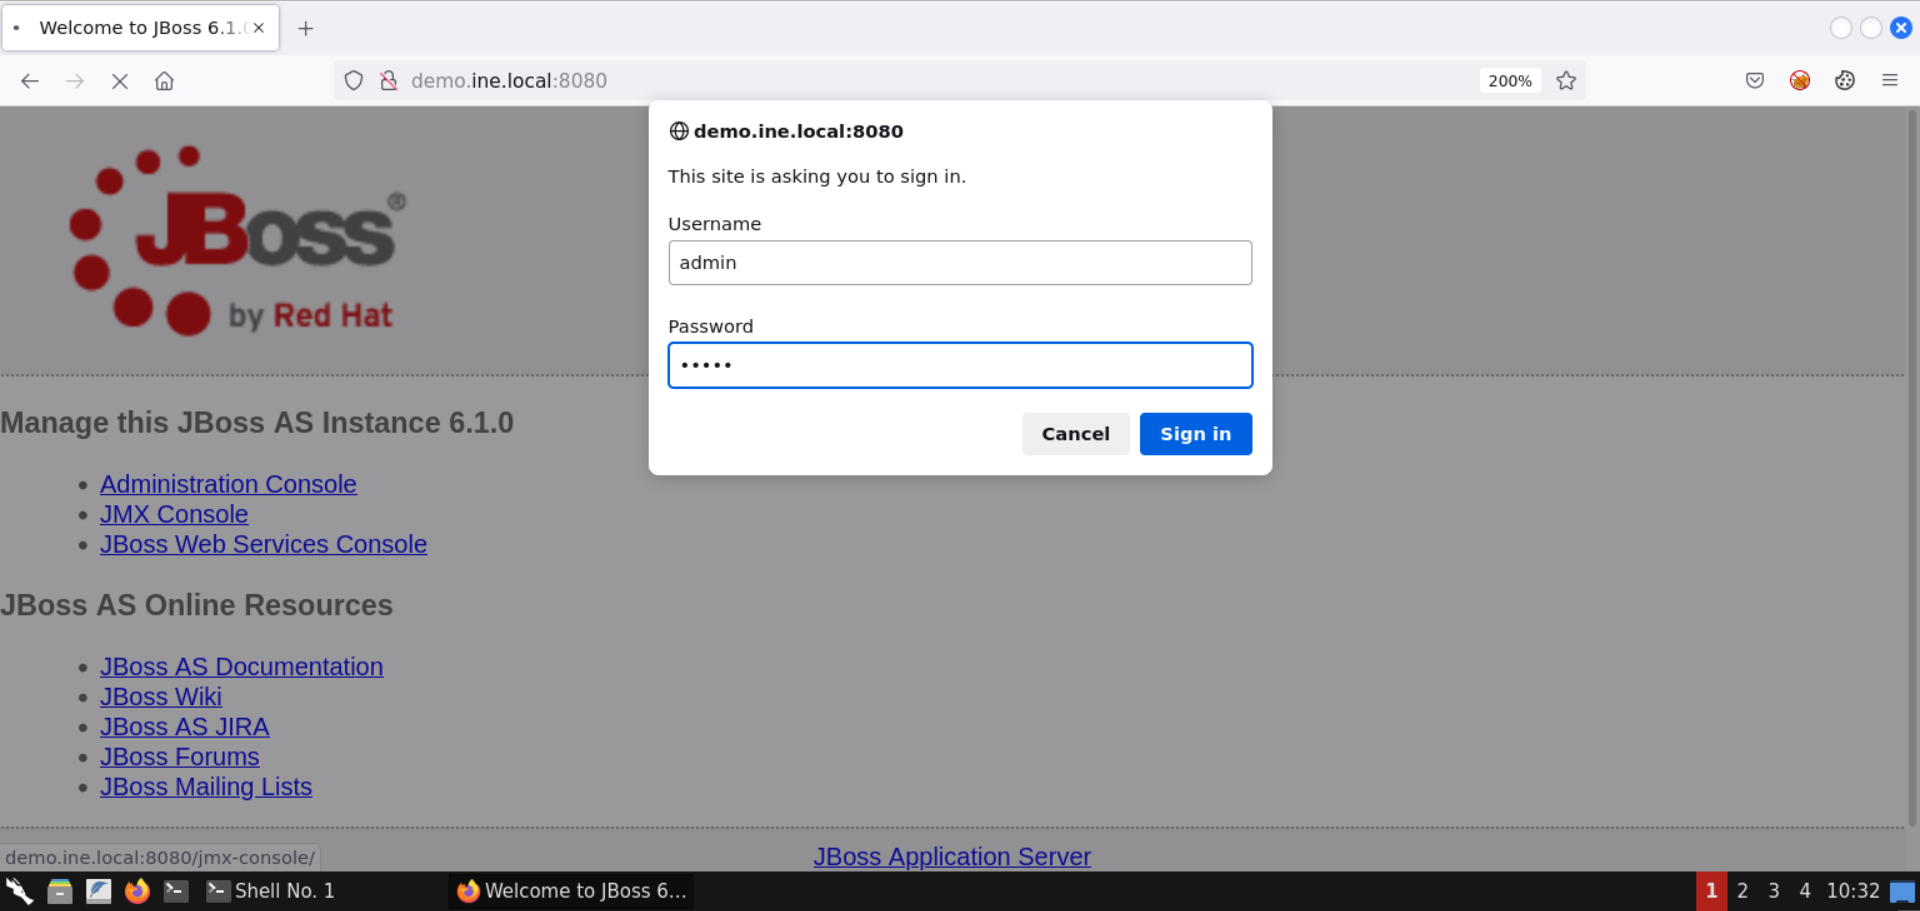 Welcome to JBoss 6.1.0
demo.ine.local:8080
200%
demo.ine.local:8080
This site is asking you to sign in.
Username
admin
Password
•••••
Cancel
Sign in
JBoss®
by Red Hat
Manage this JBoss AS Instance 6.1.0
• Administration Console
• JMX Console
• JBoss Web Services Console
JBoss AS Online Resources
• JBoss AS Documentation
• JBoss Wiki
• JBoss AS JIRA
• JBoss Forums
• JBoss Mailing Lists
JBoss Application Server
demo.ine.local:8080/jmx-console/
Shell No. 1
Welcome to JBoss 6...
1 2 3 4 10:32